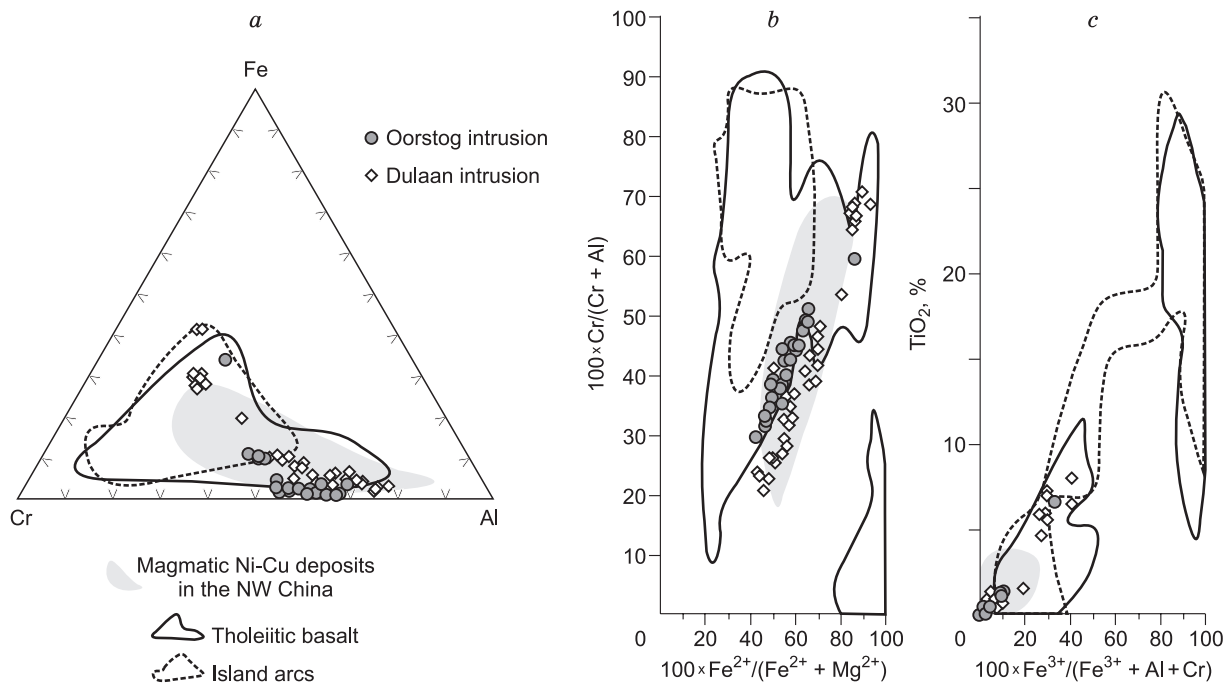 a
Fe
Cr
Al
Oorstog intrusion
Dulaan intrusion
Magmatic Ni-Cu deposits
in the NW China
Tholeiitic basalt
Island arcs
b
100×Cr/(Cr + Al)
100
90
80
70
60
50
40
30
20
10
0
20
40
60
80
100
100×Fe²⁺/(Fe²⁺ + Mg²⁺)
c
TiO₂, %
30
20
10
0
20
40
60
80
100
100×Fe³⁺/(Fe³⁺ + Al + Cr)